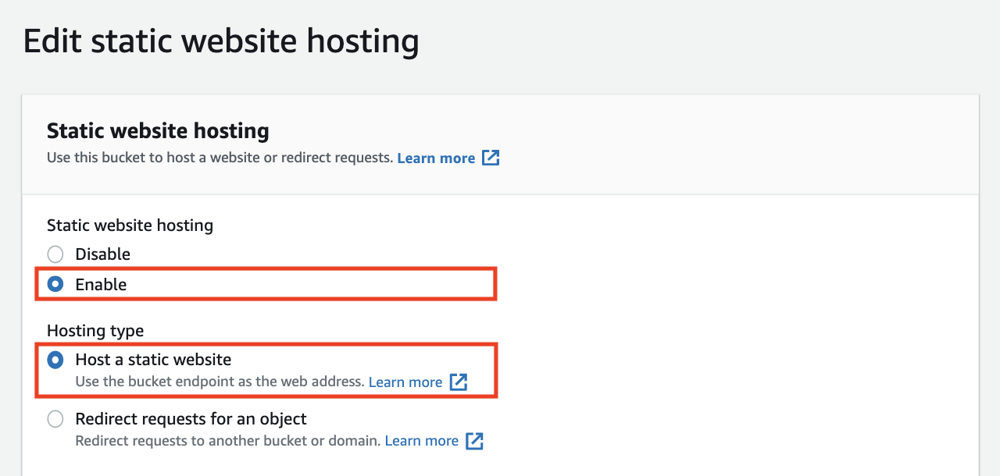 Edit static website hosting
Static website hosting
Use this bucket to host a website or redirect requests. Learn more
Static website hosting
Disable
Enable
Hosting type
Host a static website
Use the bucket endpoint as the web address. Learn more
Redirect requests for an object
Redirect requests to another bucket or domain. Learn more